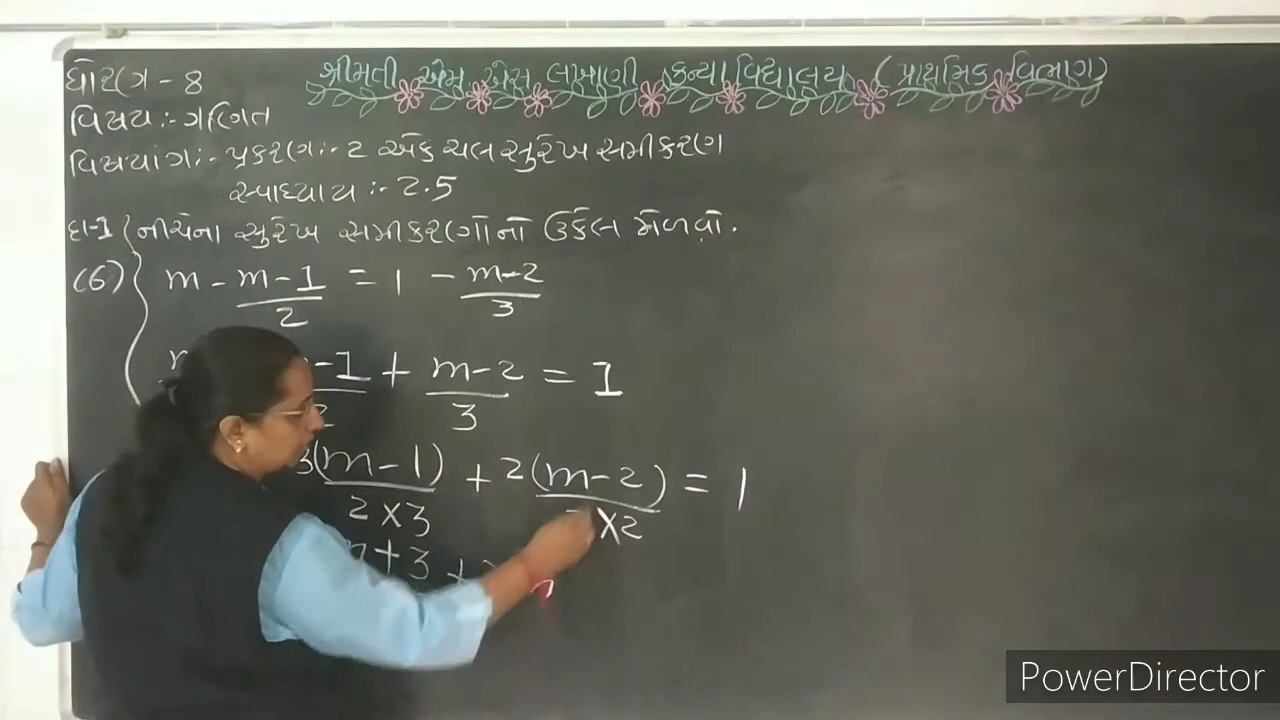 ધોરણ - 8
શ્રીમતી એમ એસ લખાણી કન્યા વિદ્યાલય (પ્રાથમિક વિભાગ)
વિષય :- ગણિત
વિષયાંગ :- પ્રકરણ :- 2 એક ચલ સુરેખ સમીકરણ
સ્વાધ્યાય :- 2.5
દા-1 નીચેના સુરેખ સમીકરણોનો ઉકેલ મેળવો.
(6) m - m-1/2 = 1 - m-2/3
-1/2 + m-2/3 = 1
3(m-1)/2×3 + 2(m-2)/×2 = 1
+3 +
PowerDirector